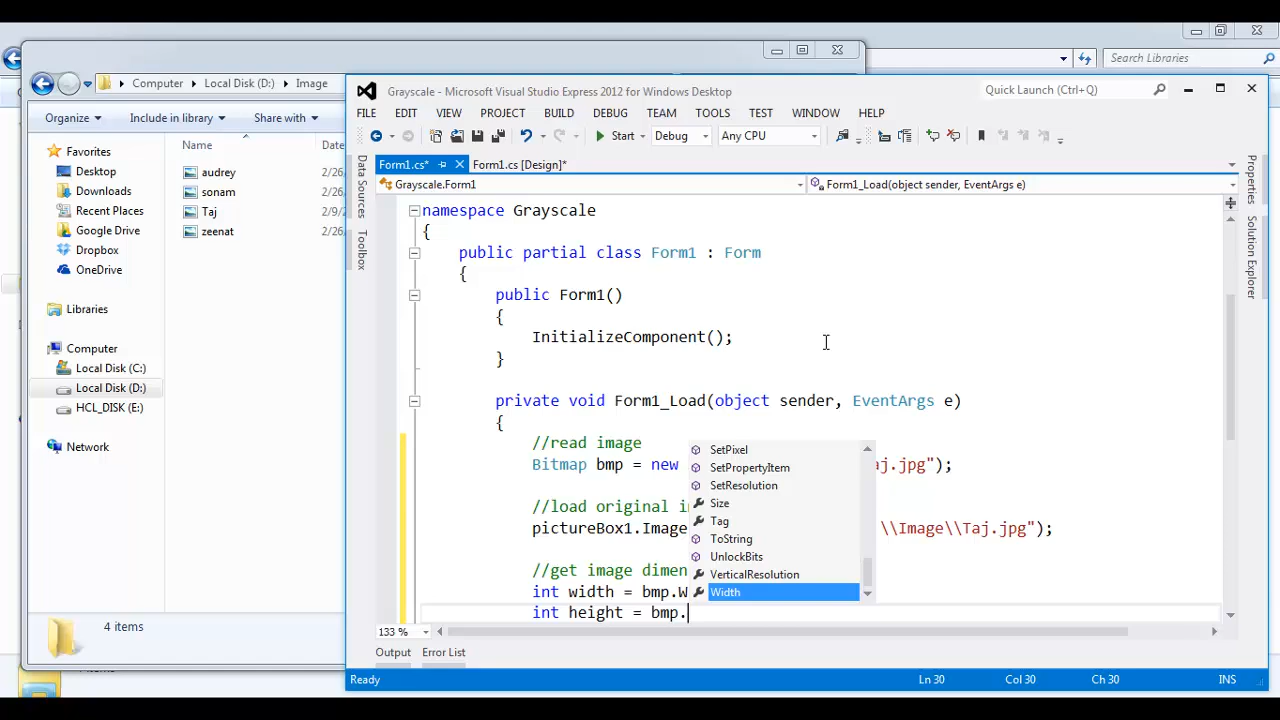 Search Libraries
Computer
Local Disk (D:)
Image
Organize
Include in library
Share with
Name
Date
Favorites
Desktop
Downloads
Recent Places
Google Drive
Dropbox
OneDrive
Libraries
Computer
Local Disk (C:)
Local Disk (D:)
HCL_DISK (E:)
Network
audrey 2/26/
sonam 2/26/
Taj 2/9/2
zeenat 2/26/
4 items
Grayscale - Microsoft Visual Studio Express 2012 for Windows Desktop
Quick Launch (Ctrl+Q)
FILE EDIT VIEW PROJECT BUILD DEBUG TEAM TOOLS TEST WINDOW HELP
Start Debug Any CPU
Data Sources
Toolbox
Form1.cs* Form1.cs [Design]*
Grayscale.Form1 Form1_Load(object sender, EventArgs e)
namespace Grayscale
{
public partial class Form1 : Form
{
public Form1()
{
InitializeComponent();
}
private void Form1_Load(object sender, EventArgs e)
{
//read image
Bitmap bmp = new aj.jpg");
//load original i
pictureBox1.Image \\Image\\Taj.jpg");
//get image dimen
int width = bmp.W
int height = bmp.
SetPixel
SetPropertyItem
SetResolution
Size
Tag
ToString
UnlockBits
VerticalResolution
Width
133 %
Output Error List
Ready Ln 30 Col 30 Ch 30 INS
Properties
Solution Explorer